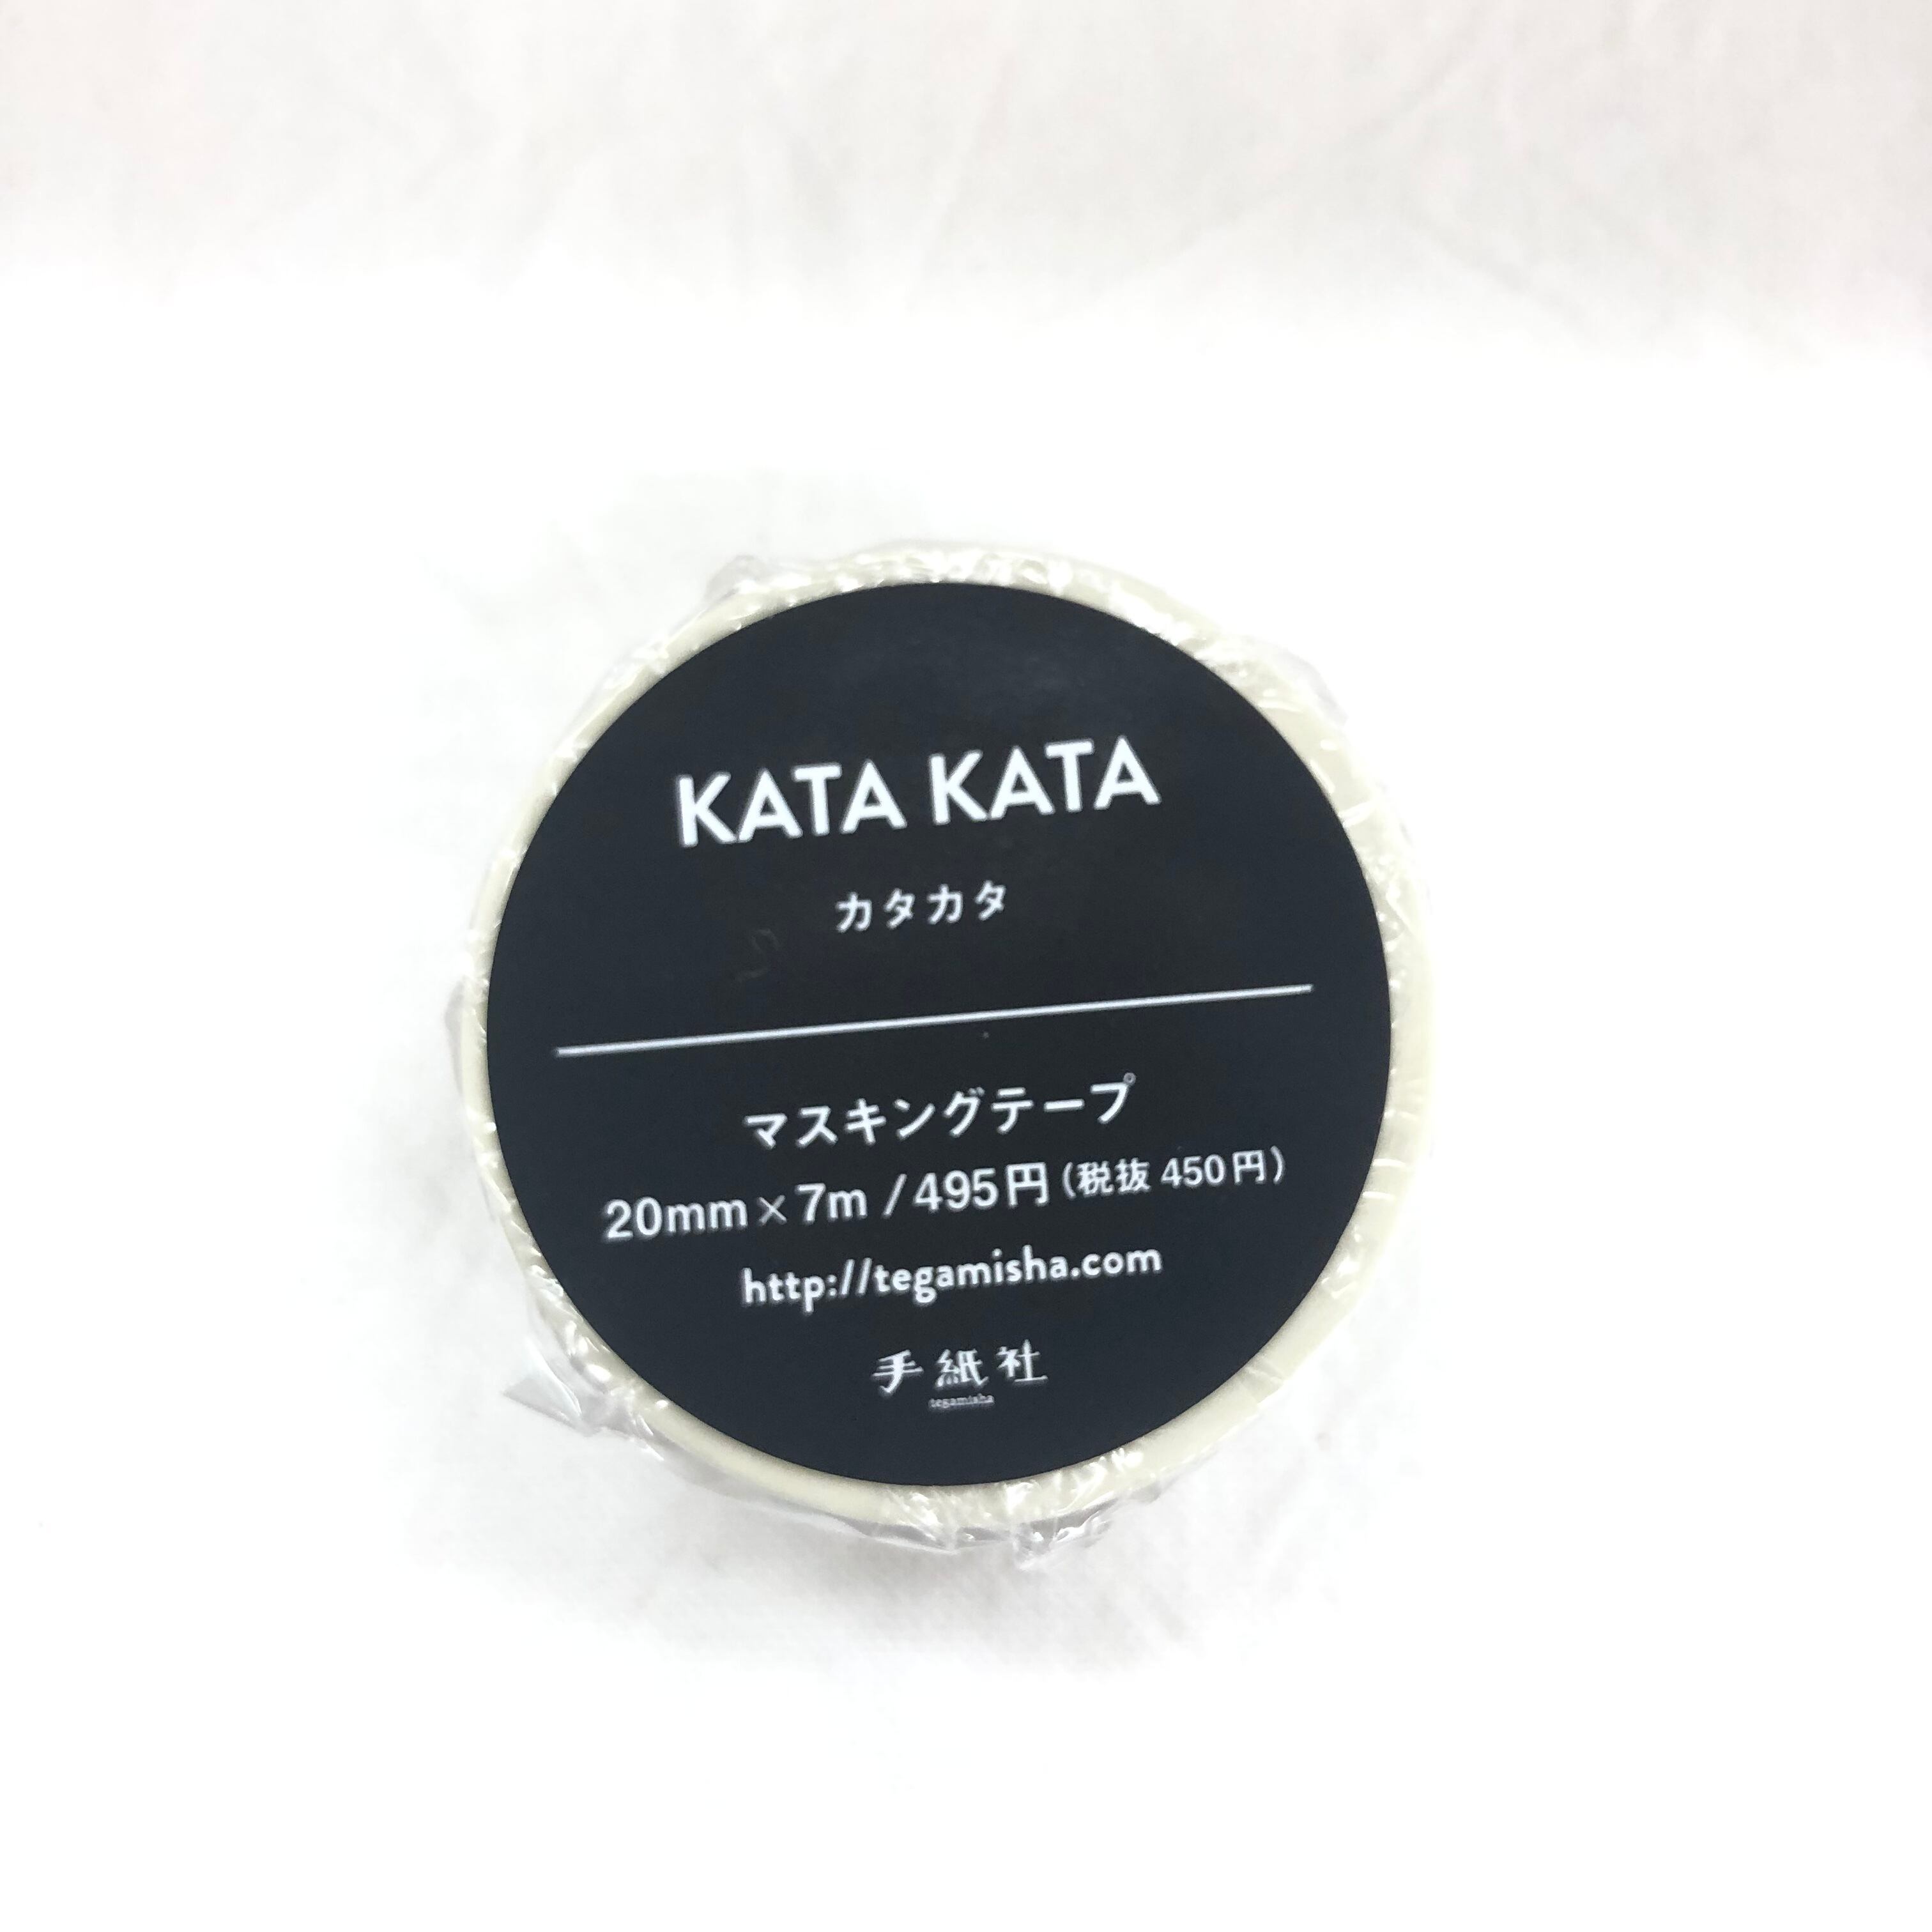 KATA KATA
カタカタ
マスキングテープ
20mm×7m /495円（税抜 450円）
http://tegamisha.com
手紙社
tegamisha